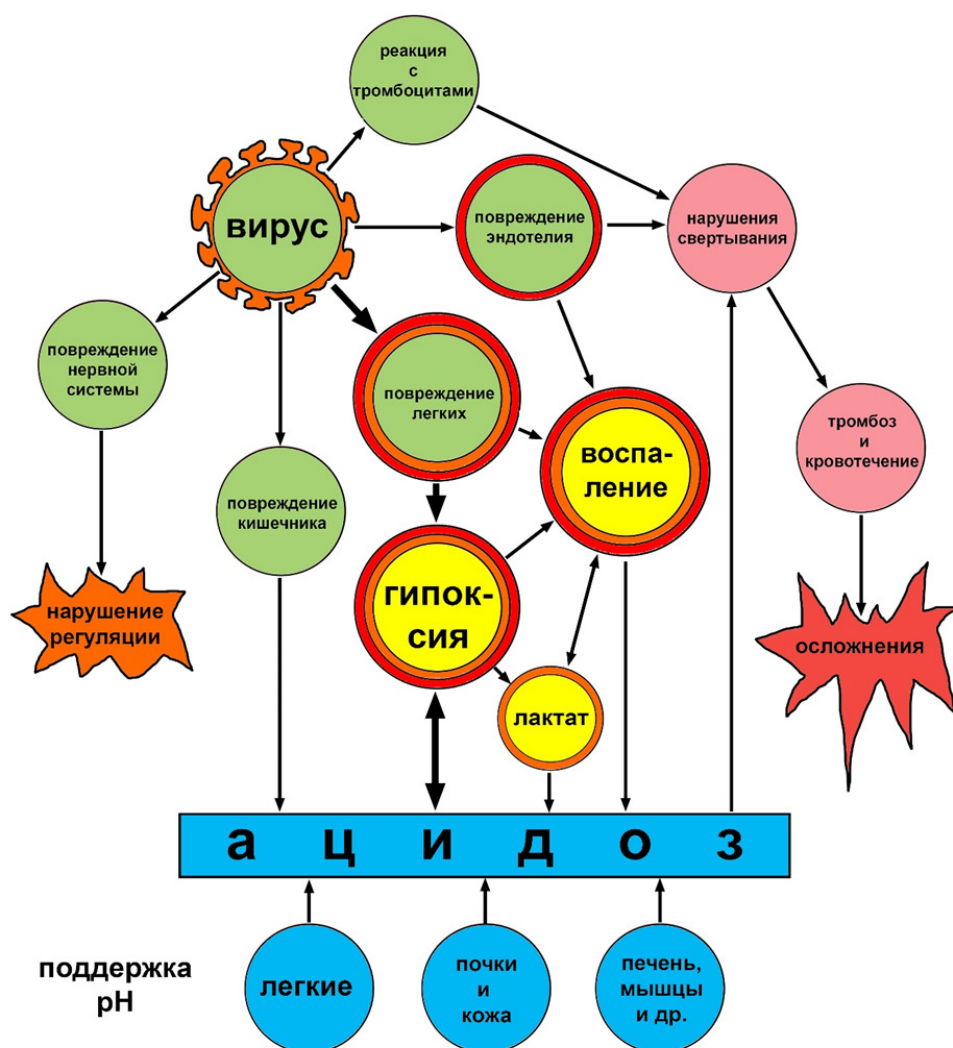 реакция
с
тромбоцитами
вирус
повреждение
эндотелия
нарушения
свертывания
повреждение
нервной
системы
повреждение
легких
воспа-
ление
тромбоз
и
кровотечение
повреждение
кишечника
гипок-
сия
нарушение
регуляции
осложнения
лактат
ацидоз
поддержка
pH
легкие
почки
и
кожа
печень,
мышцы
и др.